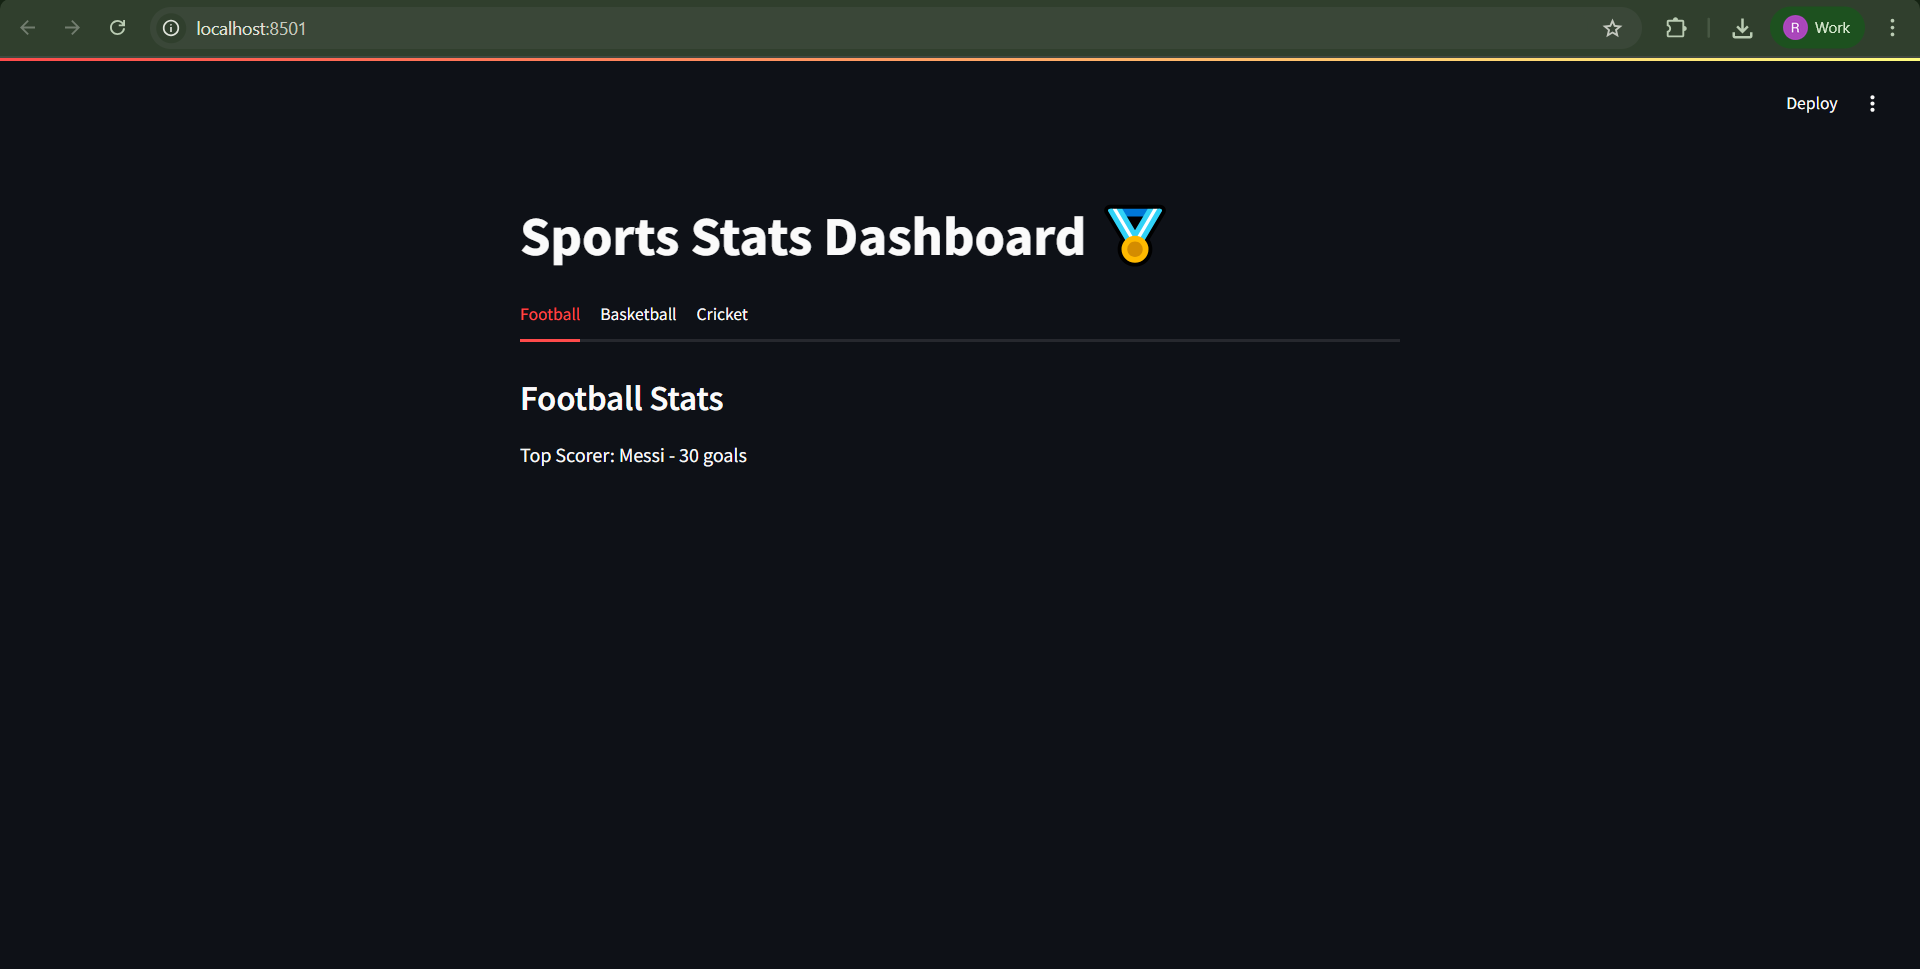 localhost:8501
R Work
Deploy
Sports Stats Dashboard
Football Basketball Cricket
Football Stats
Top Scorer: Messi - 30 goals